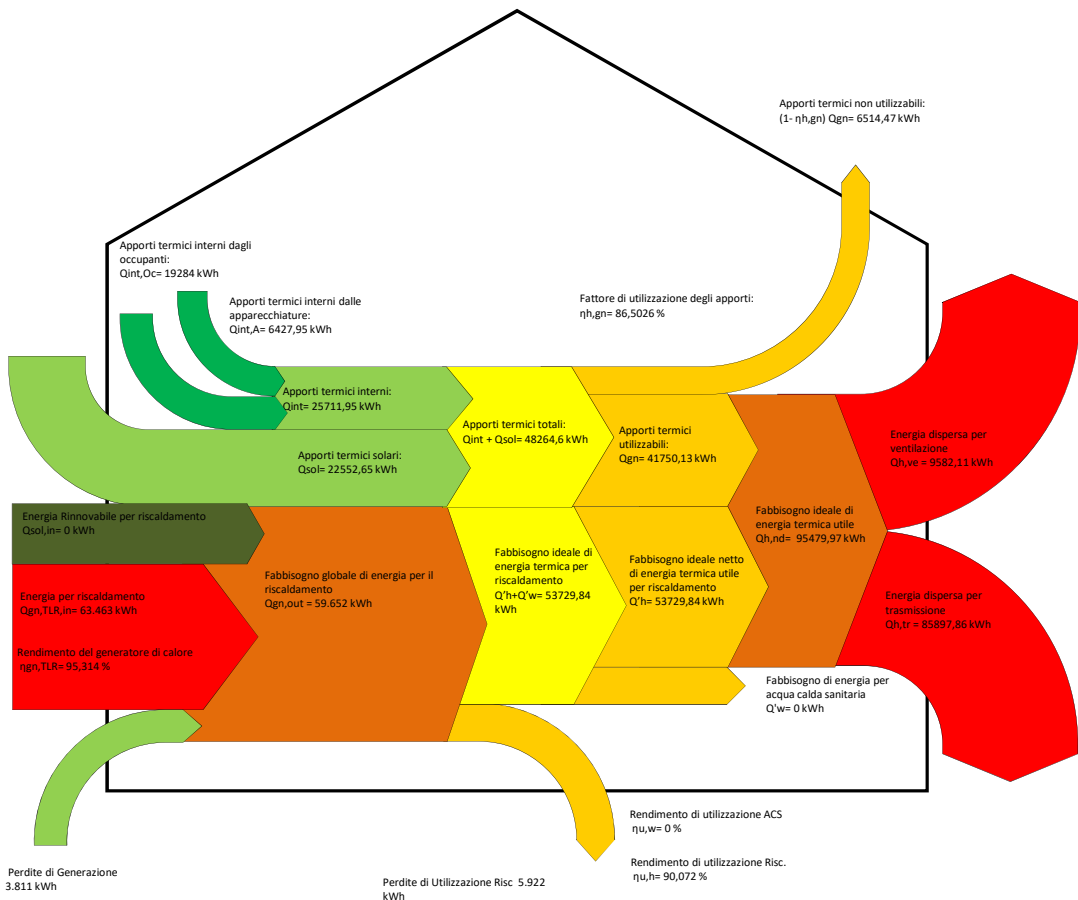 Apporti termici non utilizzabili:
(1- ηh,gn) Qgn= 6514,47 kWh
Apporti termici interni dagli
occupanti:
Qint,Oc= 19284 kWh
Apporti termici interni dalle
apparecchiature:
Qint,A= 6427,95 kWh
Fattore di utilizzazione degli apporti:
ηh,gn= 86,5026 %
Apporti termici interni:
Qint= 25711,95 kWh
Apporti termici totali:
Qint + Qsol= 48264,6 kWh
Apporti termici
utilizzabili:
Qgn= 41750,13 kWh
Energia dispersa per
ventilazione
Qh,ve = 9582,11 kWh
Apporti termici solari:
Qsol= 22552,65 kWh
Energia Rinnovabile per riscaldamento
Qsol,in= 0 kWh
Fabbisogno ideale di
energia termica utile
Qh,nd= 95479,97 kWh
Fabbisogno globale di energia per il
riscaldamento
Qgn,out = 59.652 kWh
Fabbisogno ideale di
energia termica per
riscaldamento
Q'h+Q'w= 53729,84
kWh
Fabbisogno ideale netto
di energia termica utile
per riscaldamento
Q'h= 53729,84 kWh
Energia per riscaldamento
Qgn,TLR,in= 63.463 kWh
Rendimento del generatore di calore
ηgn,TLR= 95,314 %
Energia dispersa per
trasmissione
Qh,tr = 85897,86 kWh
Fabbisogno di energia per
acqua calda sanitaria
Q'w= 0 kWh
Rendimento di utilizzazione ACS
ηu,w= 0 %
Rendimento di utilizzazione Risc.
ηu,h= 90,072 %
Perdite di Generazione
3.811 kWh
Perdite di Utilizzazione Risc 5.922
kWh